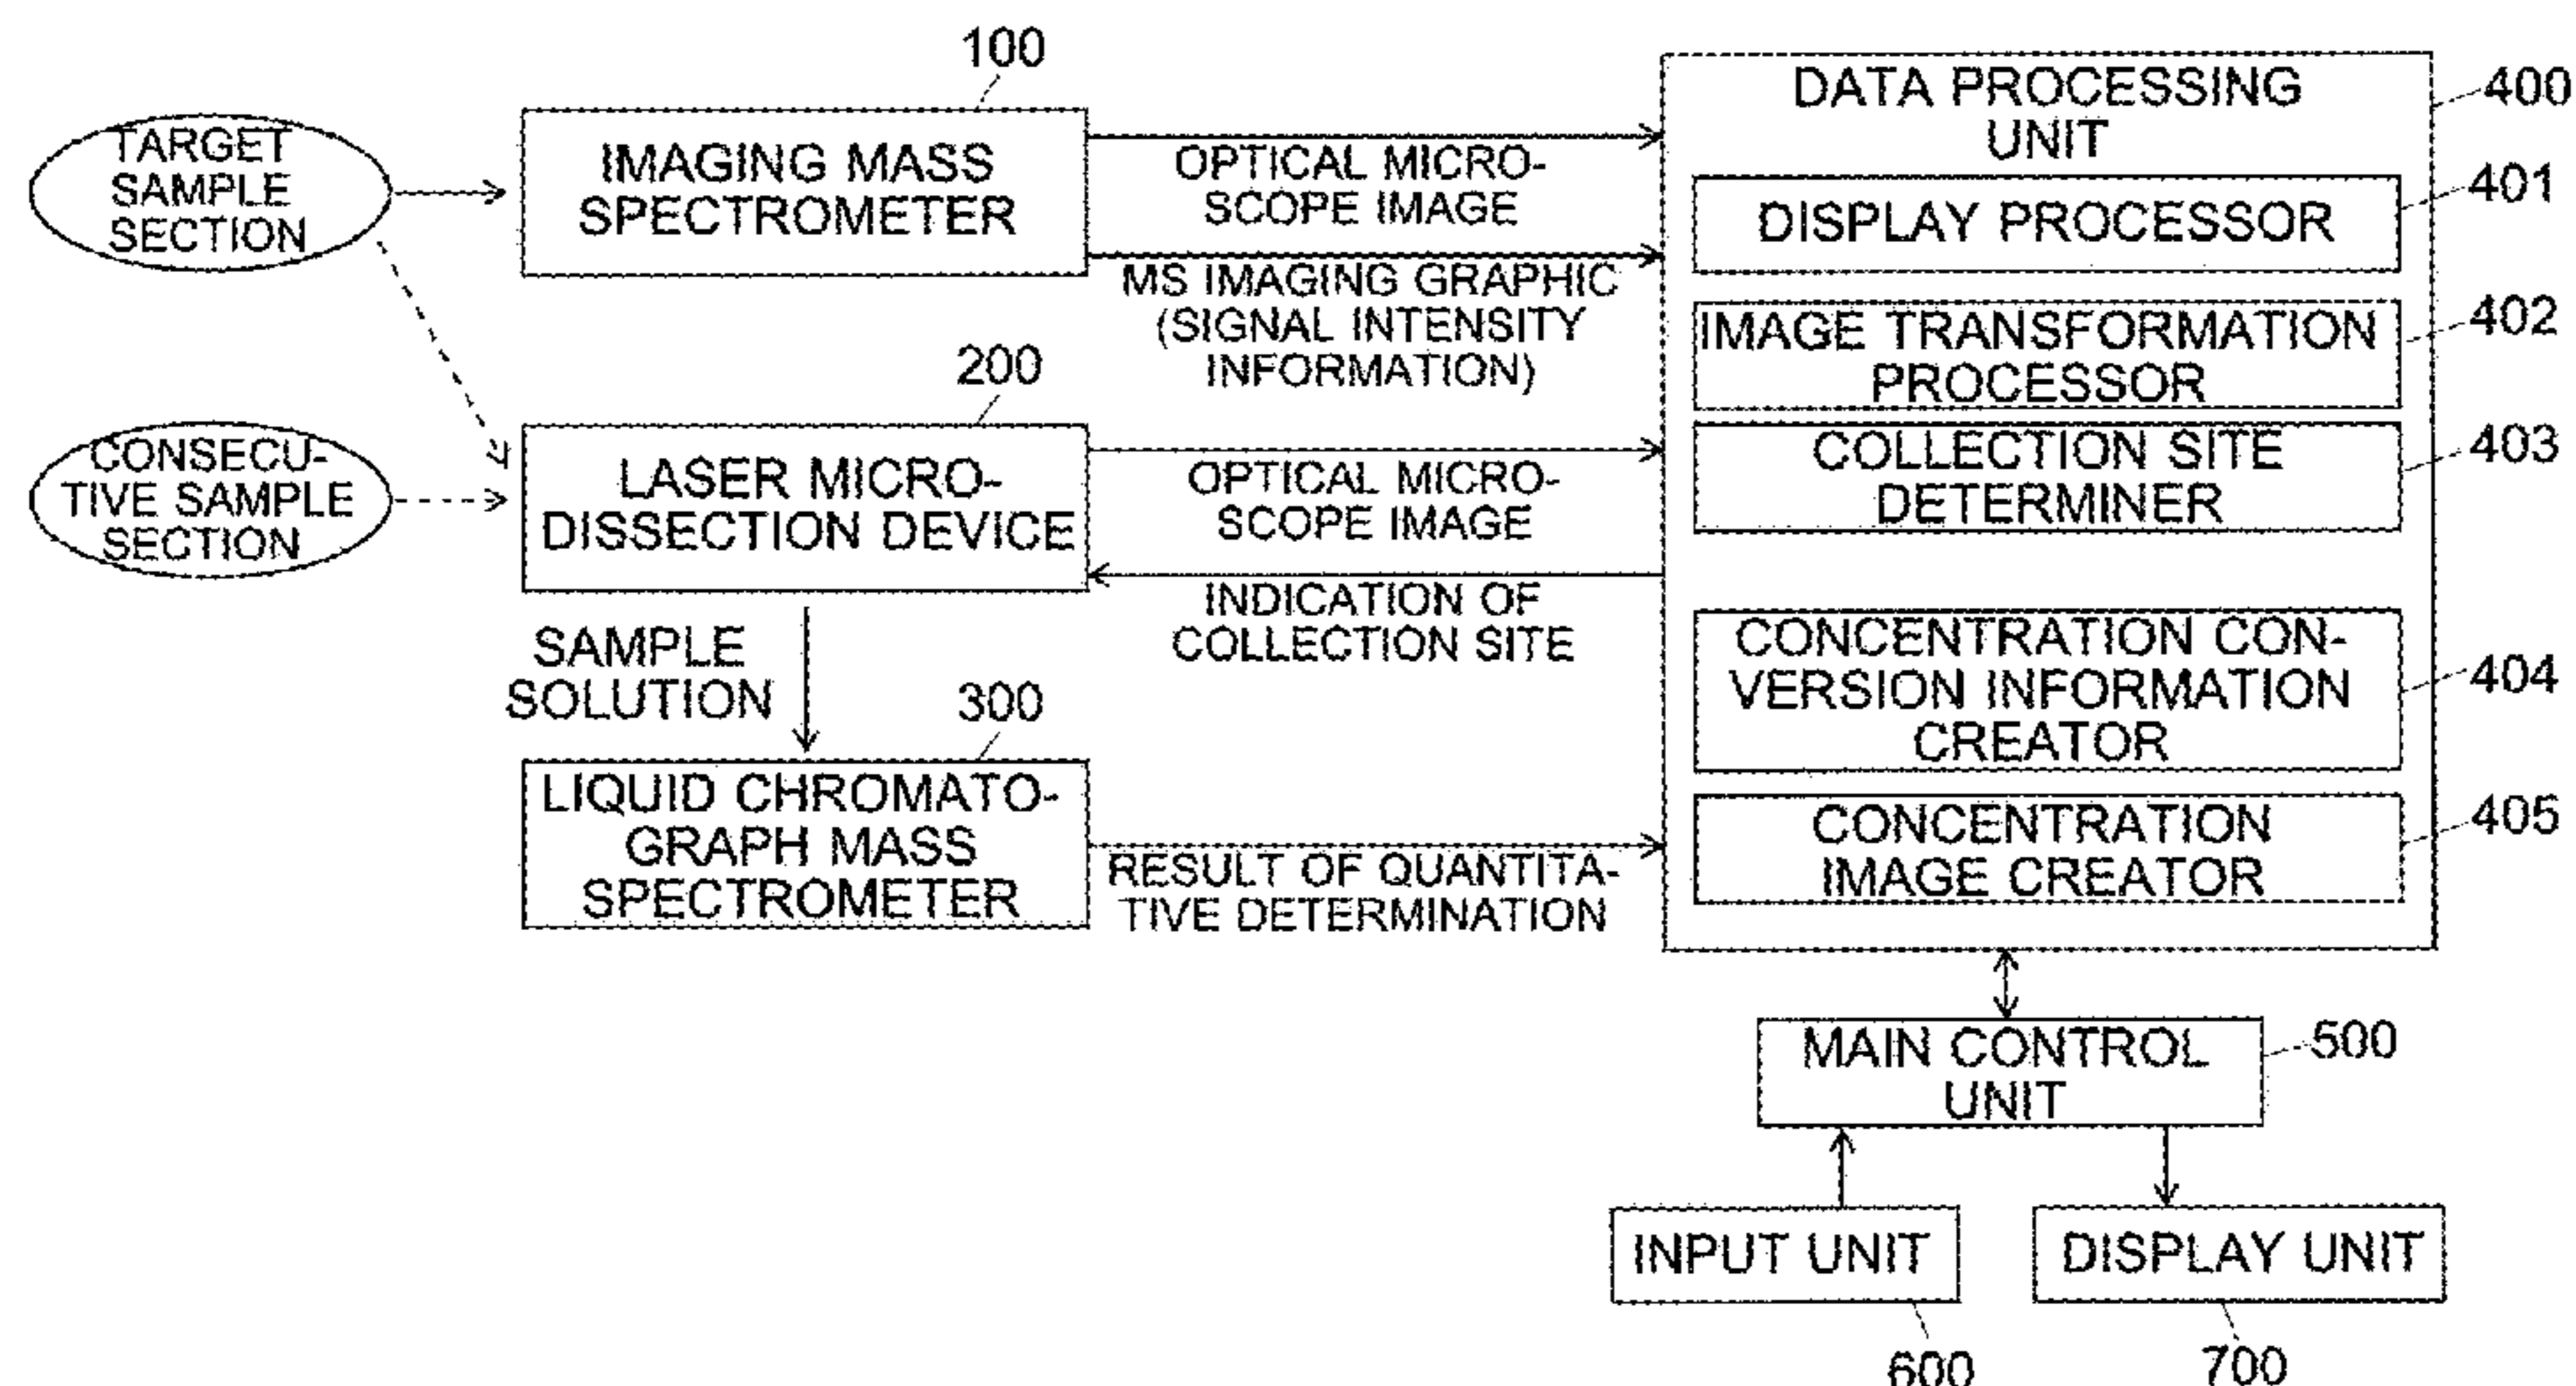 100
TARGET
SAMPLE
SECTION
IMAGING MASS
SPECTROMETER
OPTICAL MICRO-
SCOPE IMAGE
MS IMAGING GRAPHIC
(SIGNAL INTENSITY
INFORMATION)
200
CONSECU-
TIVE SAMPLE
SECTION
LASER MICRO-
DISSECTION DEVICE
OPTICAL MICRO-
SCOPE IMAGE
INDICATION OF
COLLECTION SITE
SAMPLE
SOLUTION
300
LIQUID CHROMATO-
GRAPH MASS
SPECTROMETER
RESULT OF QUANTITA-
TIVE DETERMINATION
DATA PROCESSING
UNIT
400
DISPLAY PROCESSOR
401
IMAGE TRANSFORMATION
PROCESSOR
402
COLLECTION SITE
DETERMINER
403
CONCENTRATION CON-
VERSION INFORMATION
CREATOR
404
CONCENTRATION
IMAGE CREATOR
405
MAIN CONTROL
UNIT
500
INPUT UNIT
DISPLAY UNIT
600
700